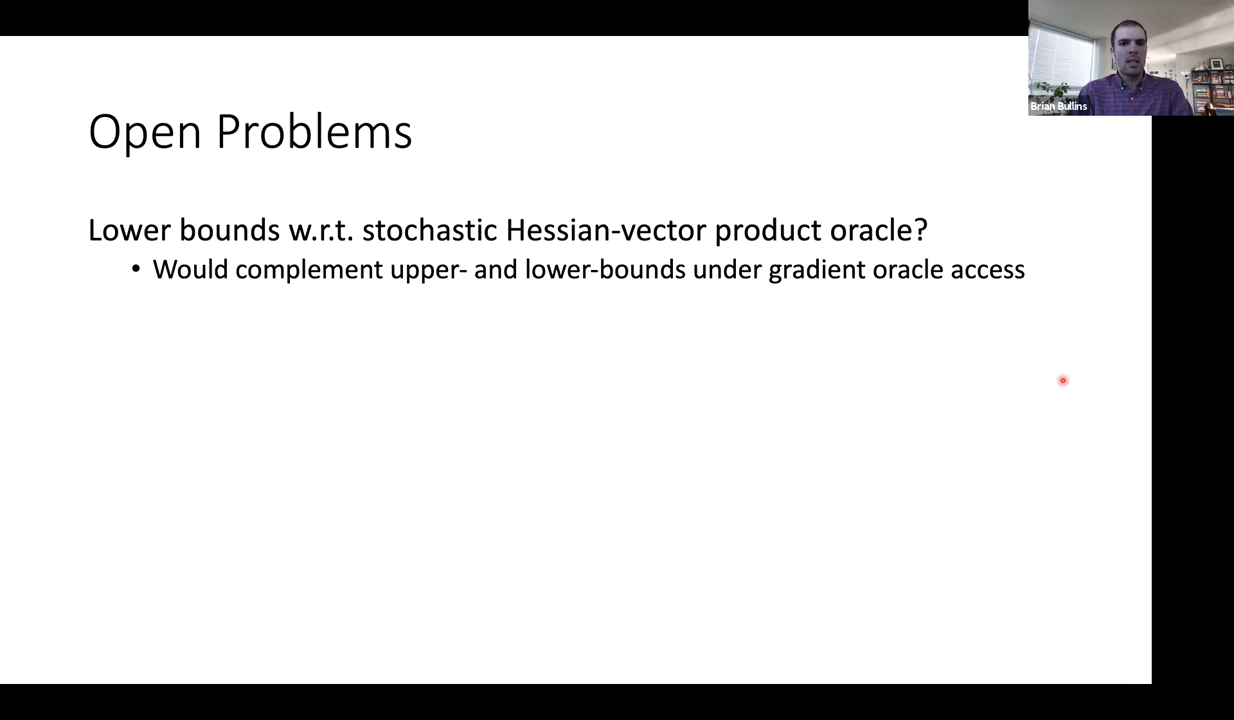 Brian Bullins
Open Problems
Lower bounds w.r.t. stochastic Hessian-vector product oracle?
• Would complement upper- and lower-bounds under gradient oracle access